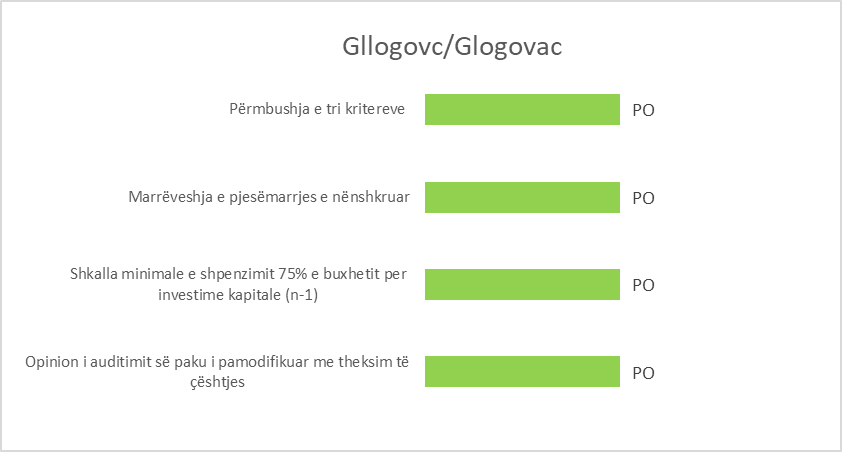 Gllogovc/Glogovac
Përmbushja e tri kritereve
PO
Marrëveshja e pjesëmarrjes e nënshkruar
PO
Shkalla minimale e shpenzimit 75% e buxhetit per
investime kapitale (n-1)
PO
Opinion i auditimit së paku i pamodifikuar me theksim të
çështjes
PO